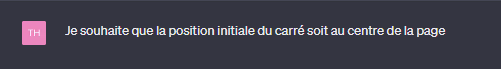 TH
Je souhaite que la position initiale du carré soit au centre de la page